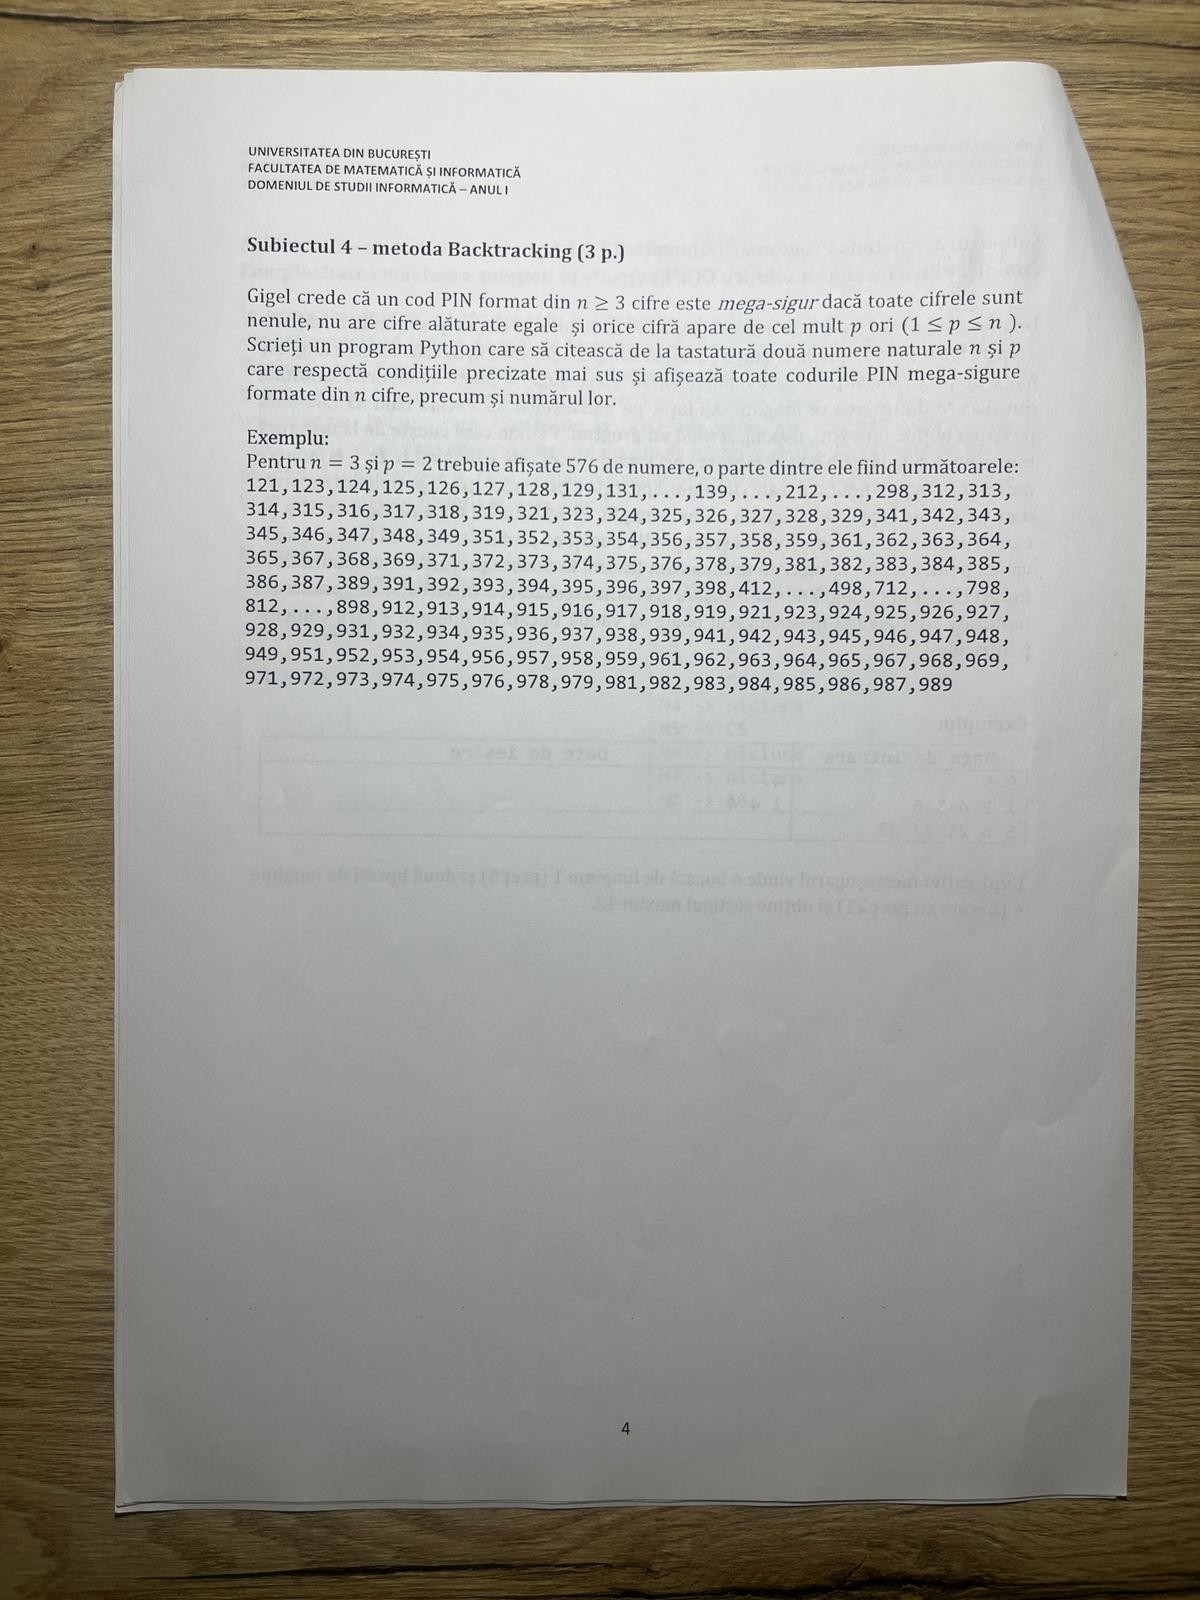 UNIVERSITATEA DIN BUCUREȘTI
FACULTATEA DE MATEMATICĂ ȘI INFORMATICĂ
DOMENIUL DE STUDII INFORMATICĂ – ANUL I
Subiectul 4 – metoda Backtracking (3 p.)
Gigel crede că un cod PIN format din n ≥ 3 cifre este mega-sigur dacă toate cifrele sunt
nenule, nu are cifre alăturate egale și orice cifră apare de cel mult p ori (1 ≤ p ≤ n ).
Scrieți un program Python care să citească de la tastatură două numere naturale n și p
care respectă condițiile precizate mai sus și afișează toate codurile PIN mega-sigure
formate din n cifre, precum și numărul lor.
Exemplu:
Pentru n = 3 și p = 2 trebuie afișate 576 de numere, o parte dintre ele fiind următoarele:
121,123,124,125,126,127,128,129,131,...,139,...,212,...,298,312,313,
314,315,316,317,318,319,321,323,324,325,326,327,328,329,341,342,343,
345,346,347,348,349,351,352,353,354,356,357,358,359,361,362,363,364,
365,367,368,369,371,372,373,374,375,376,378,379,381,382,383,384,385,
386,387,389,391,392,393,394,395,396,397,398,412,...,498,712,...,798,
812,...,898,912,913,914,915,916,917,918,919,921,923,924,925,926,927,
928,929,931,932,934,935,936,937,938,939,941,942,943,945,946,947,948,
949,951,952,953,954,956,957,958,959,961,962,963,964,965,967,968,969,
971,972,973,974,975,976,978,979,981,982,983,984,985,986,987,989
4